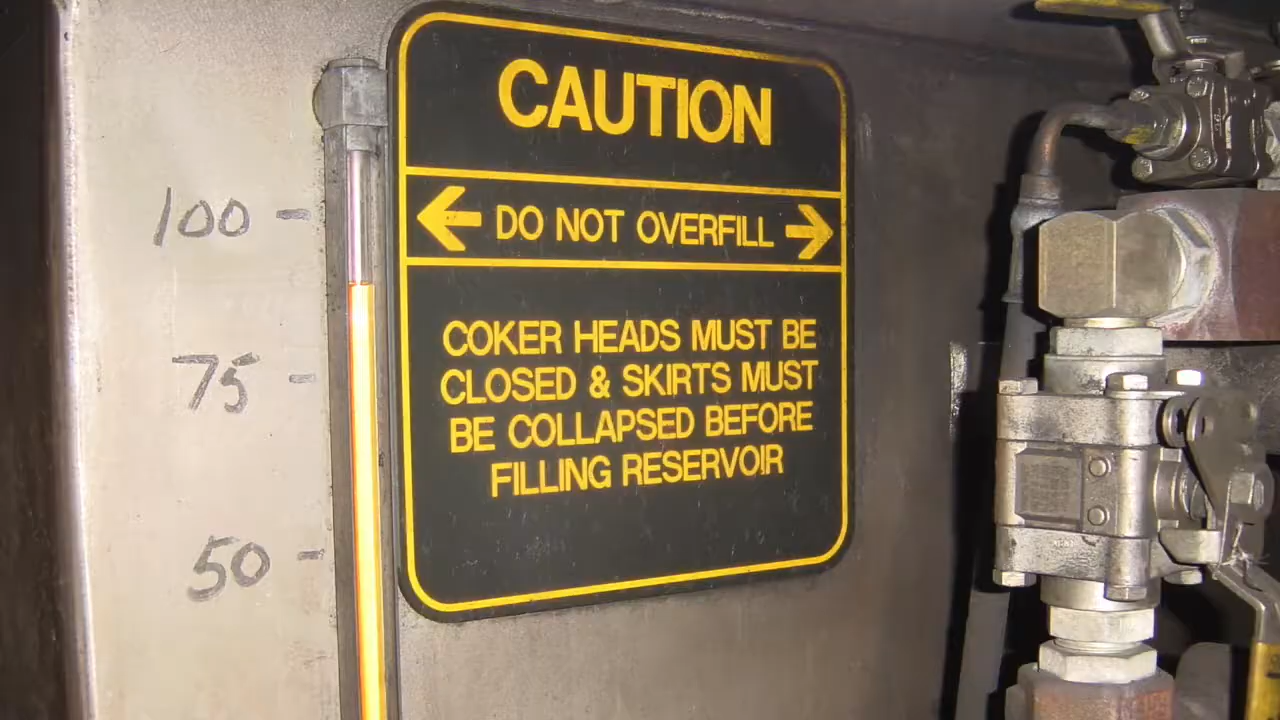 CAUTION
DO NOT OVERFILL
COKER HEADS MUST BE
CLOSED & SKIRTS MUST
BE COLLAPSED BEFORE
FILLING RESERVOIR
100
75
50